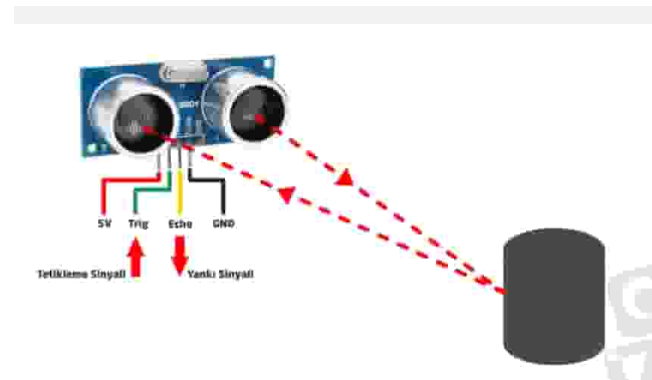 5V Trig Echo GND
Tetikleme Sinyali Yankı Sinyali